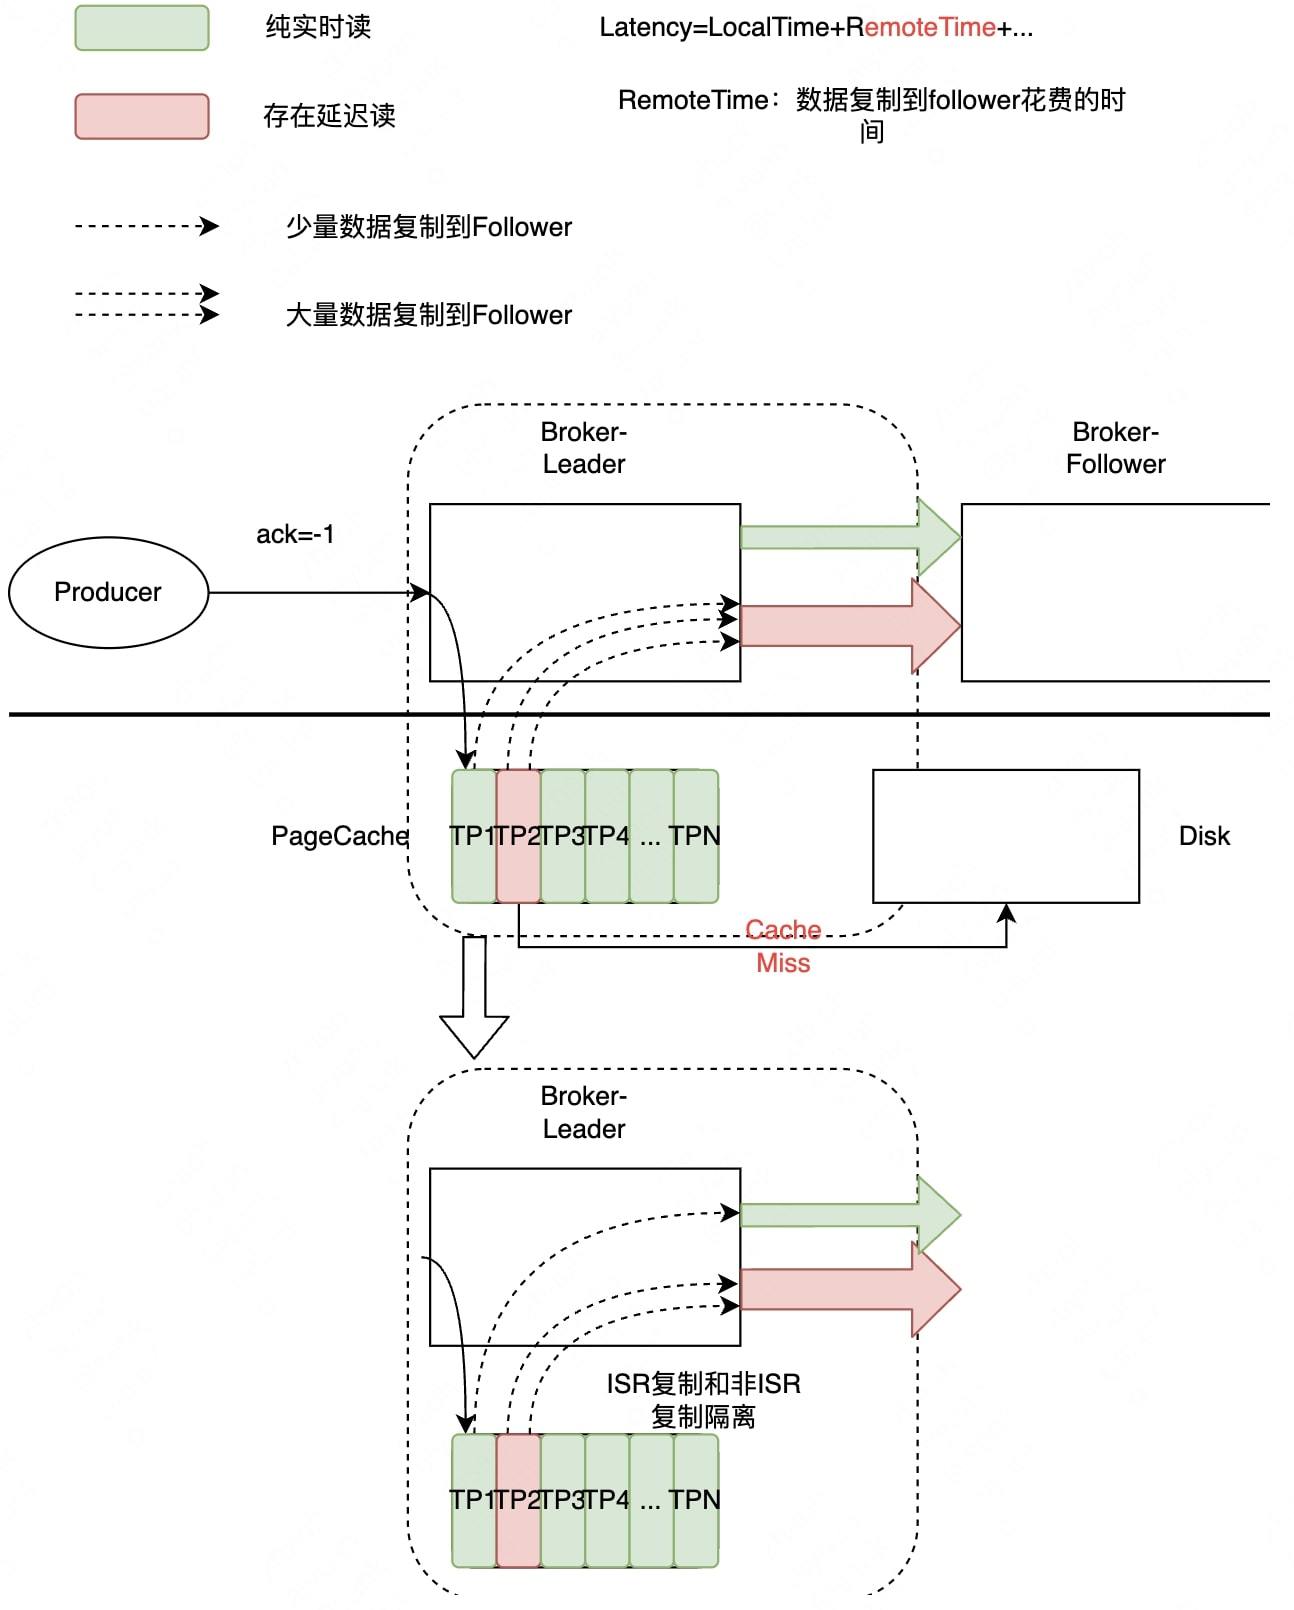 纯实时读
Latency=LocalTime+RemoteTime+...
存在延迟读
RemoteTime：数据复制到follower花费的时
间
少量数据复制到Follower
大量数据复制到Follower
Broker-
Leader
Broker-
Follower
ack=-1
Producer
PageCache
TP1
TP2
TP3
TP4
...
TPN
Disk
Cache
Miss
Broker-
Leader
ISR复制和非ISR
复制隔离
TP1
TP2
TP3
TP4
...
TPN